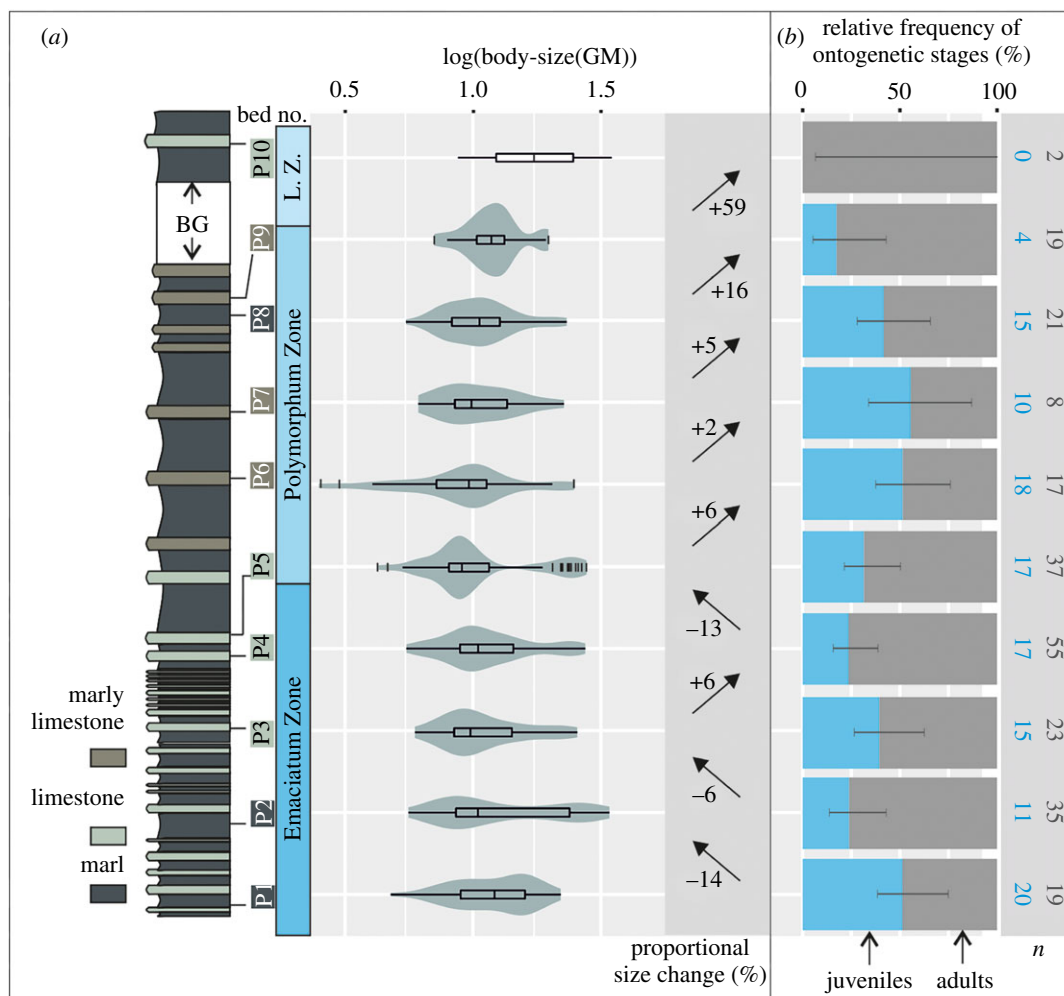 (a)
log(body-size(GM))
0.5 1.0 1.5
bed no.
(b)
relative frequency of
ontogenetic stages (%)
0 50 100
P10
L. Z.
+59
0 2
BG
P9
+16
4 19
P8
+5
15 21
Polymorphum Zone
P7
+2
10 8
P6
+6
18 17
P5
–13
17 37
P4
+6
17 55
marly
limestone
P3
–6
15 23
limestone
Emaciatum Zone
P2
–14
11 35
marl
P1
20 19
proportional
size change (%)
juveniles
adults
n